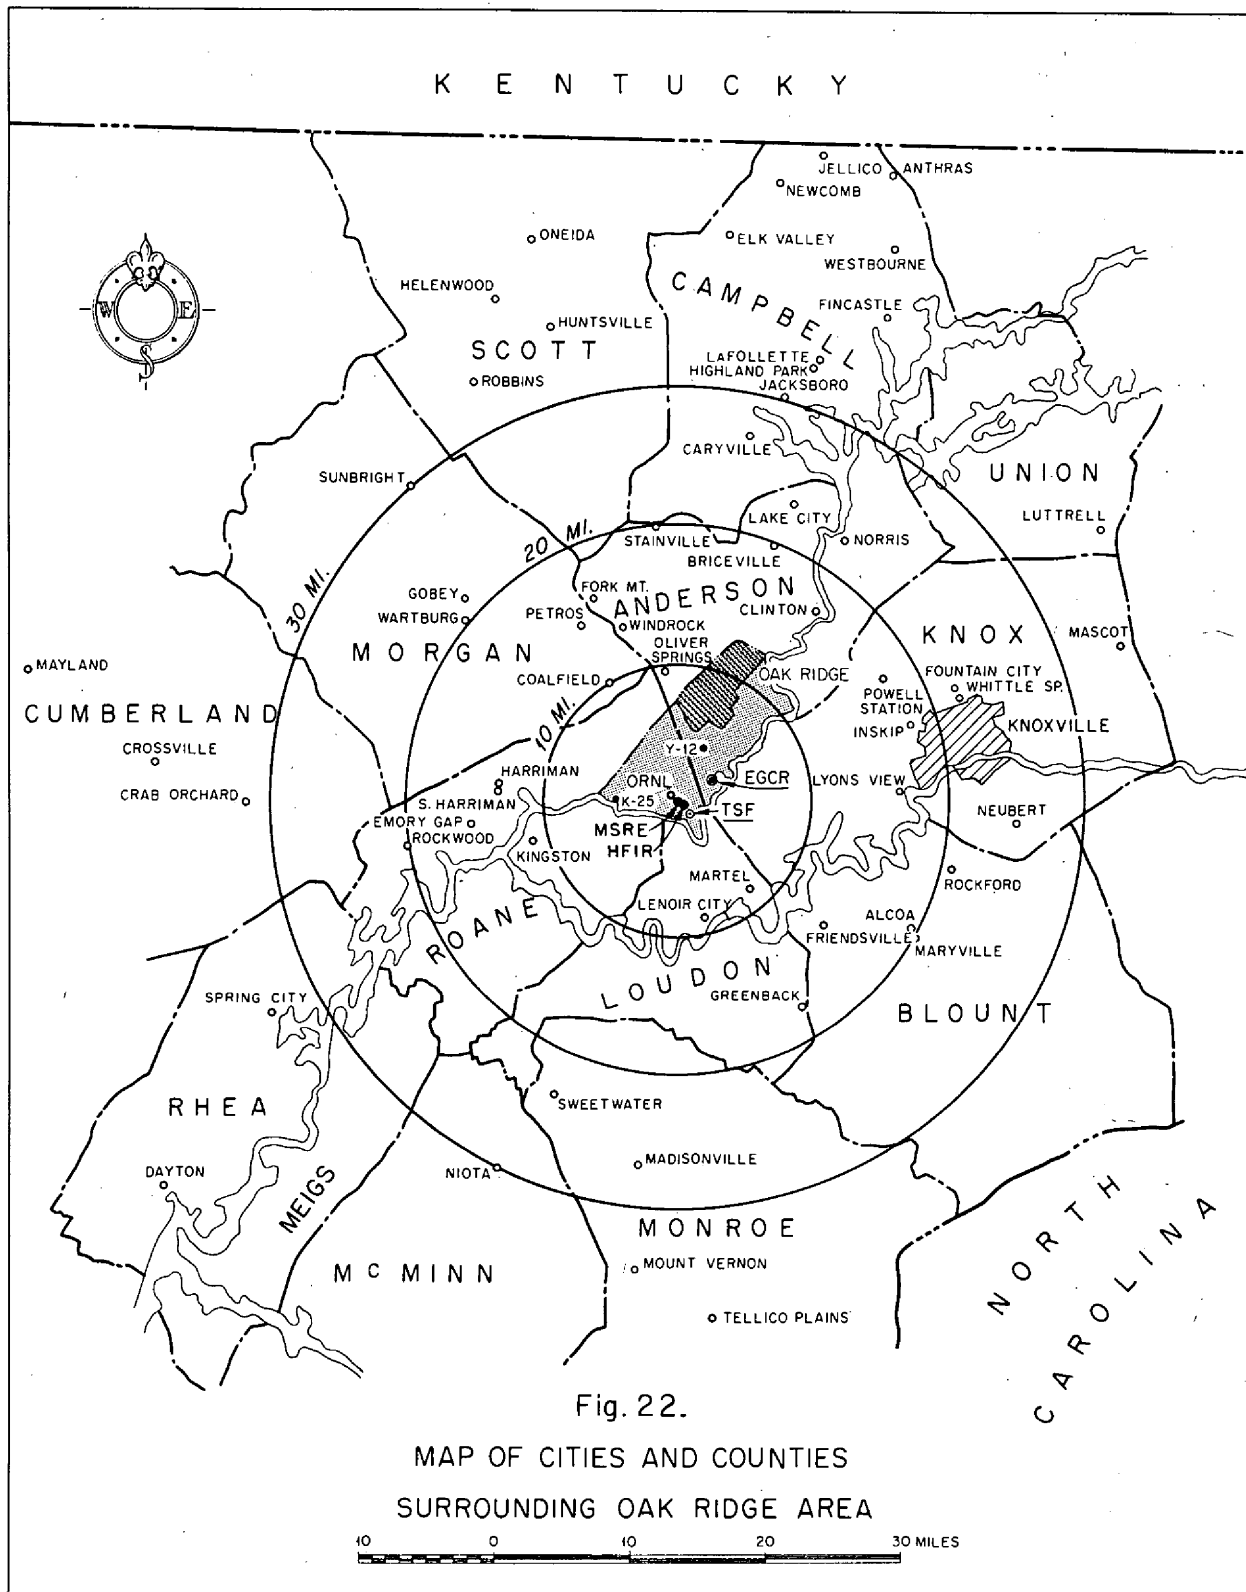 KENTUCKY
JELLICO
ANTHRAS
NEWCOMB
ONEIDA
ELK VALLEY
WESTBOURNE
HELENWOOD
CAMPBELL
FINCASTLE
W E
S
HUNTSVILLE
SCOTT
LAFOLLETTE
HIGHLAND PARK
JACKSBORO
ROBBINS
CARYVILLE
SUNBRIGHT
UNION
LAKE CITY
LUTTRELL
20 MI.
STAINVILLE
NORRIS
BRICEVILLE
30 MI.
GOBEY
FORK MT.
ANDERSON
WARTBURG
PETROS
CLINTON
WINDROCK
KNOX
MASCOT
MORGAN
OLIVER
SPRINGS
MAYLAND
COALFIELD
OAK RIDGE
FOUNTAIN CITY
WHITTLE SP.
POWELL
STATION
CUMBERLAND
10 MI.
INSKIP
KNOXVILLE
CROSSVILLE
Y-12
HARRIMAN
ORNL
EGCR
LYONS VIEW
CRAB ORCHARD
S. HARRIMAN
K-25
TSF
NEUBERT
EMORY GAP
ROCKWOOD
MSRE
KINGSTON
HFIR
MARTEL
ROCKFORD
ROANE
LENOIR CITY
ALCOA
FRIENDSVILLE
MARYVILLE
LOUDON
SPRING CITY
GREENBACK
BLOUNT
RHEA
SWEETWATER
DAYTON
MEIGS
NIOTA
MADISONVILLE
MONROE
NORTH
CAROLINA
MCMINN
MOUNT VERNON
TELLICO PLAINS
Fig. 22.
MAP OF CITIES AND COUNTIES
SURROUNDING OAK RIDGE AREA
10 0 10 20 30 MILES